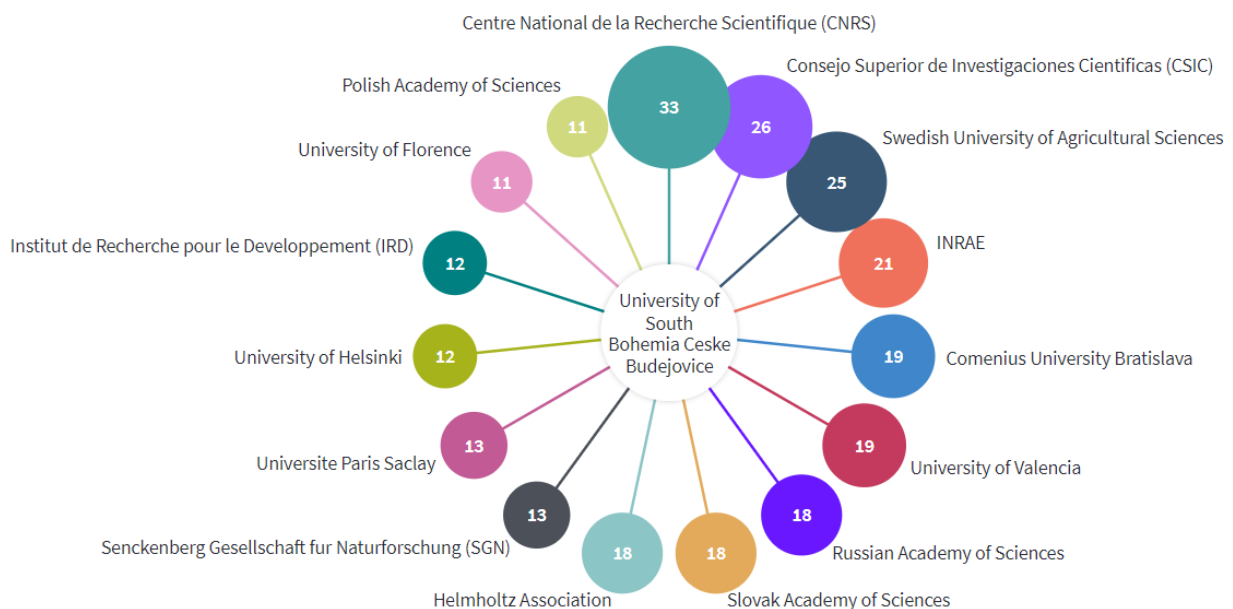 Centre National de la Recherche Scientifique (CNRS)
33
Consejo Superior de Investigaciones Cientificas (CSIC)
26
Swedish University of Agricultural Sciences
25
INRAE
21
Comenius University Bratislava
19
University of Valencia
19
Russian Academy of Sciences
18
Slovak Academy of Sciences
18
Helmholtz Association
18
Senckenberg Gesellschaft fur Naturforschung (SGN)
13
Universite Paris Saclay
13
University of Helsinki
12
Institut de Recherche pour le Developpement (IRD)
12
University of Florence
11
Polish Academy of Sciences
11
University of
South
Bohemia Ceske
Budejovice